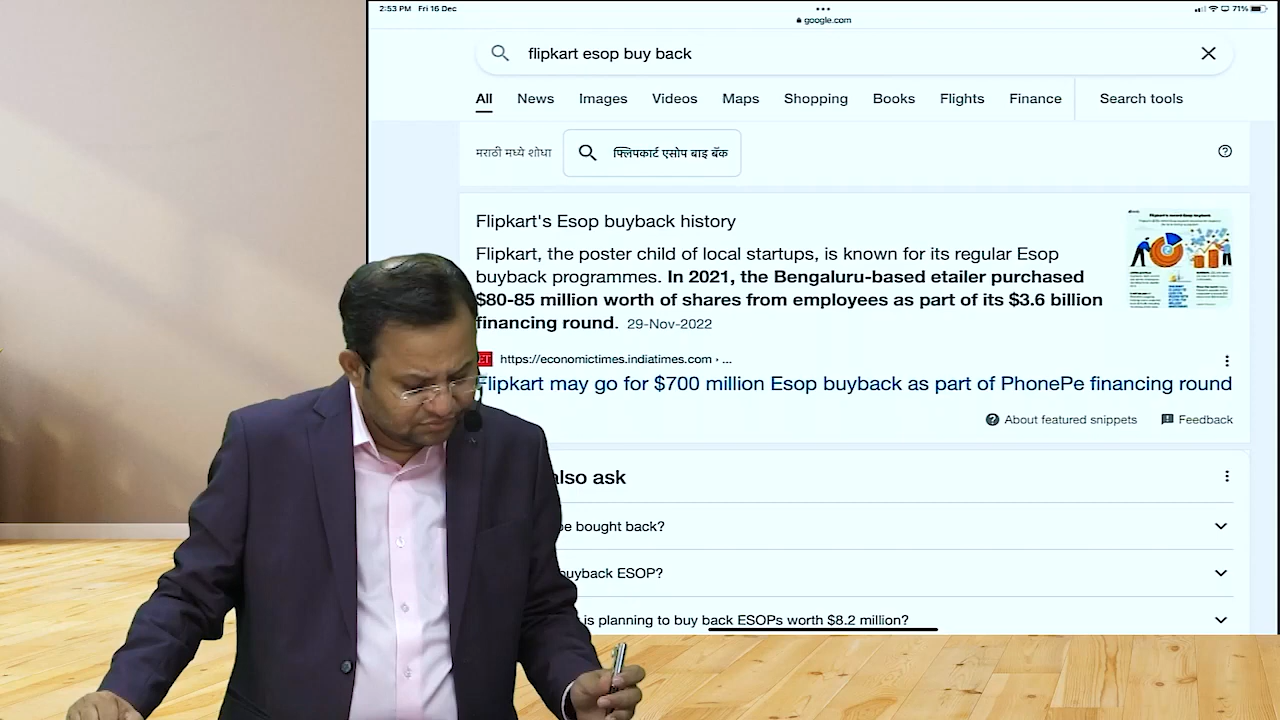 2:53 PM Fri 16 Dec
71%
google.com
flipkart esop buy back
All News Images Videos Maps Shopping Books Flights Finance Search tools
मराठी मध्ये शोधा
फ्लिपकार्ट एसोप बाइ बॅक
Flipkart's Esop buyback history
Flipkart, the poster child of local startups, is known for its regular Esop
buyback programmes. In 2021, the Bengaluru-based etailer purchased
$80-85 million worth of shares from employees as part of its $3.6 billion
financing round. 29-Nov-2022
ET https://economictimes.indiatimes.com › ...
Flipkart may go for $700 million Esop buyback as part of PhonePe financing round
About featured snippets Feedback
also ask
be bought back?
buyback ESOP?
is planning to buy back ESOPs worth $8.2 million?